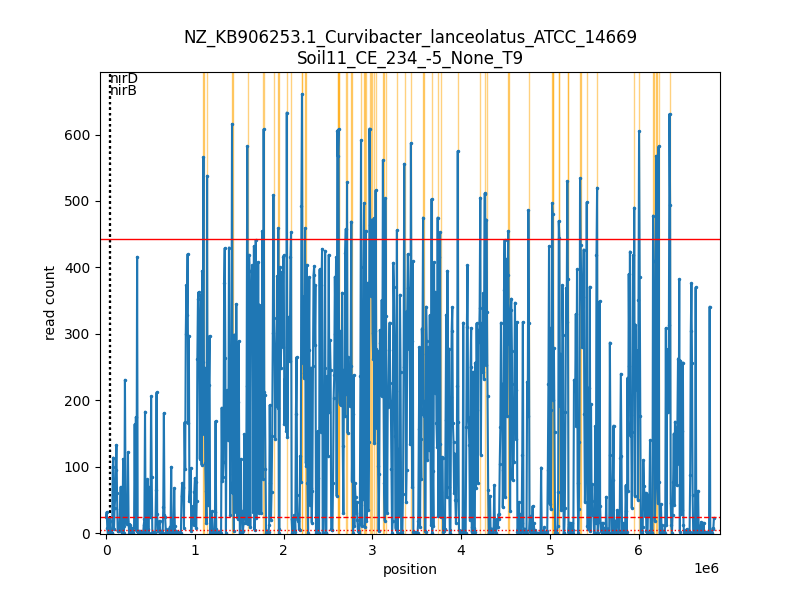 NZ_KB906253.1_Curvibacter_lanceolatus_ATCC_14669
Soil11_CE_234_-5_None_T9
nirD
nirB
600
500
400
300
200
100
0
read count
0 1 2 3 4 5 6
1e6
position